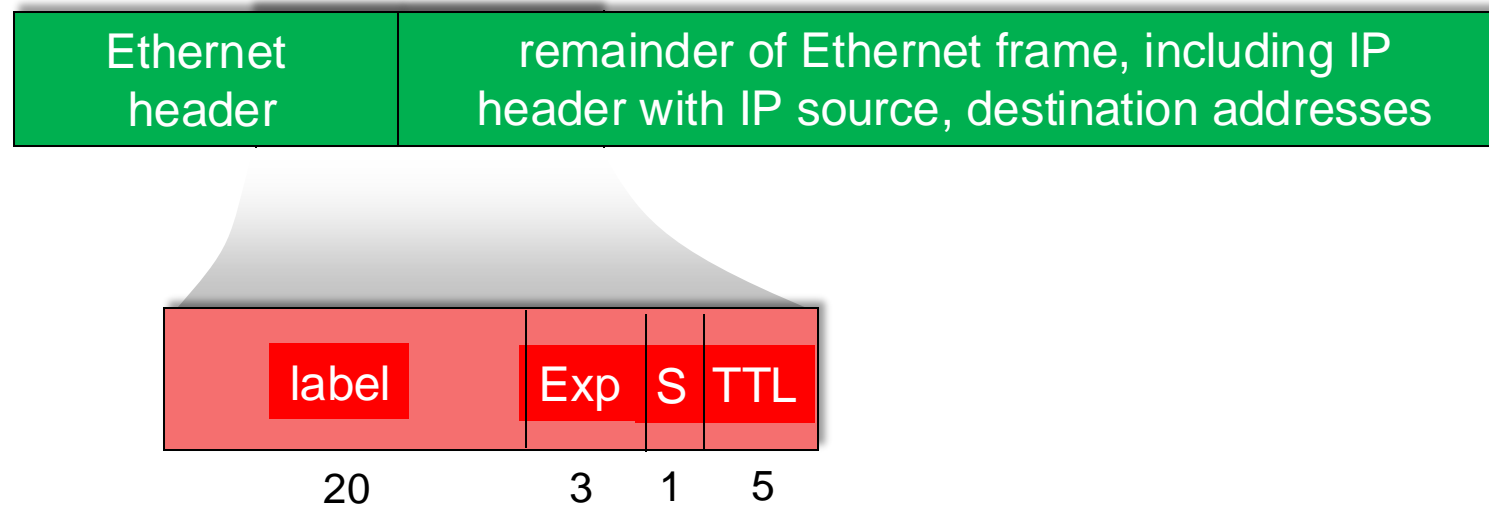 Ethernet
header
remainder of Ethernet frame, including IP
header with IP source, destination addresses
label Exp S TTL
20 3 1 5